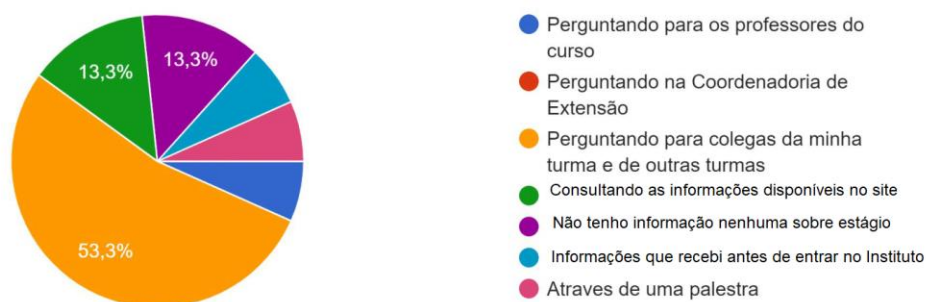 13,3%
13,3%
53,3%
Perguntando para os professores do
curso
Perguntando na Coordenadoria de
Extensão
Perguntando para colegas da minha
turma e de outras turmas
Consultando as informações disponíveis no site
Não tenho informação nenhuma sobre estágio
Informações que recebi antes de entrar no Instituto
Atraves de uma palestra